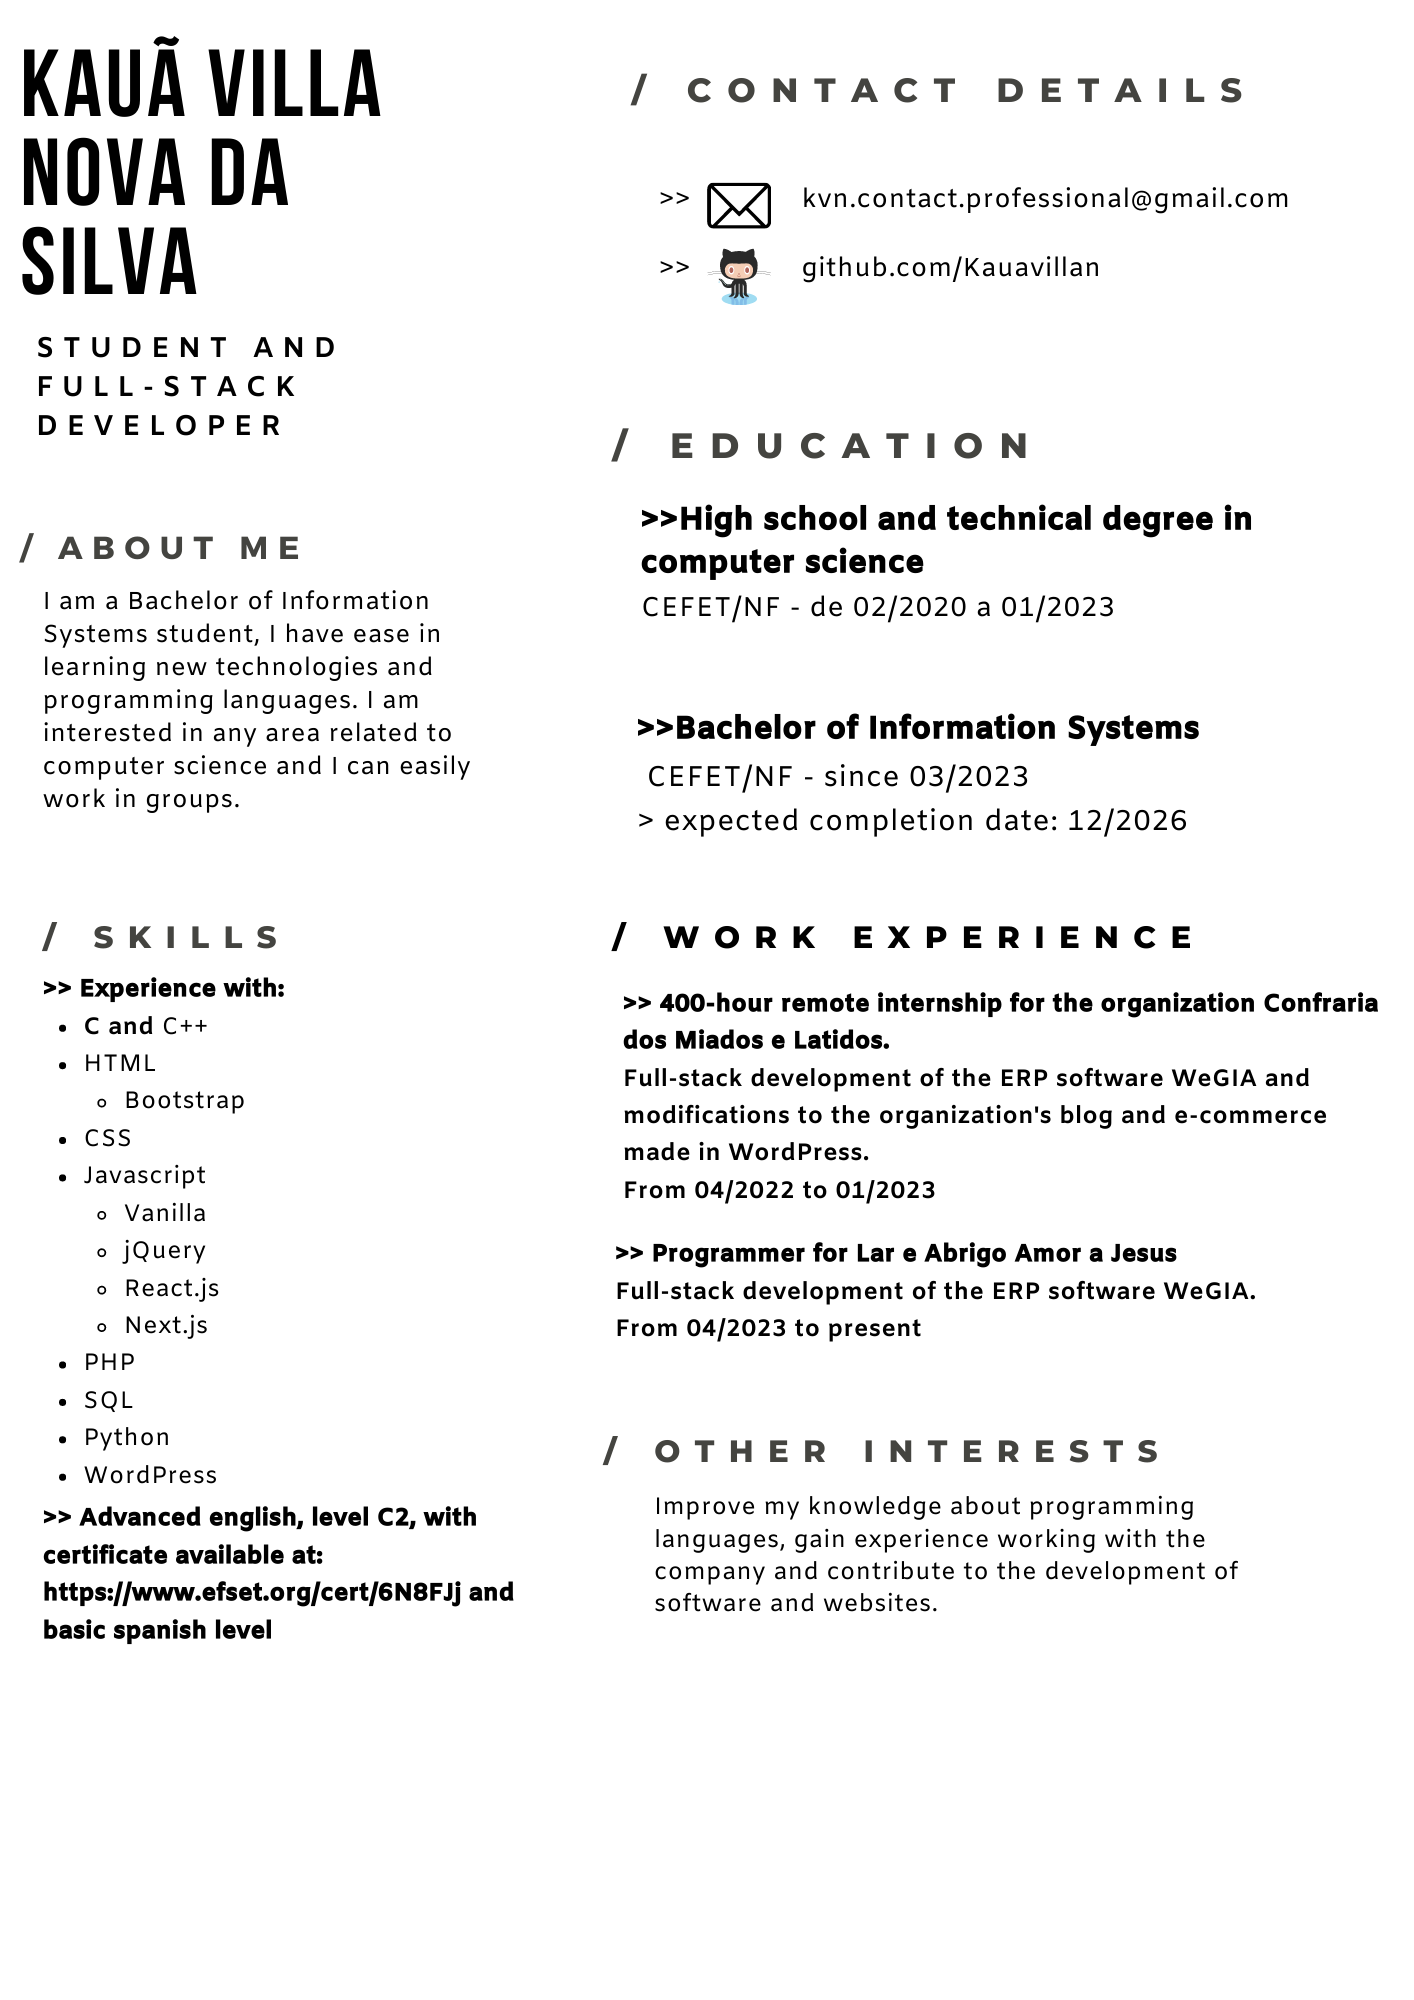 KAUÃ VILLA
NOVA DA
SILVA
STUDENT AND
FULL-STACK
DEVELOPER
/ ABOUT ME
I am a Bachelor of Information
Systems student, I have ease in
learning new technologies and
programming languages. I am
interested in any area related to
computer science and I can easily
work in groups.
/ SKILLS
>> Experience with:
• C and C++
• HTML
◦ Bootstrap
• CSS
• Javascript
◦ Vanilla
◦ jQuery
◦ React.js
◦ Next.js
• PHP
• SQL
• Python
• WordPress
>> Advanced english, level C2, with
certificate available at:
https://www.efset.org/cert/6N8FJj and
basic spanish level
/ CONTACT DETAILS
>> kvn.contact.professional@gmail.com
>> github.com/Kauavillan
/ EDUCATION
>>High school and technical degree in
computer science
CEFET/NF - de 02/2020 a 01/2023
>>Bachelor of Information Systems
CEFET/NF - since 03/2023
> expected completion date: 12/2026
/ WORK EXPERIENCE
>> 400-hour remote internship for the organization Confraria
dos Miados e Latidos.
Full-stack development of the ERP software WeGIA and
modifications to the organization's blog and e-commerce
made in WordPress.
From 04/2022 to 01/2023
>> Programmer for Lar e Abrigo Amor a Jesus
Full-stack development of the ERP software WeGIA.
From 04/2023 to present
/ OTHER INTERESTS
Improve my knowledge about programming
languages, gain experience working with the
company and contribute to the development of
software and websites.